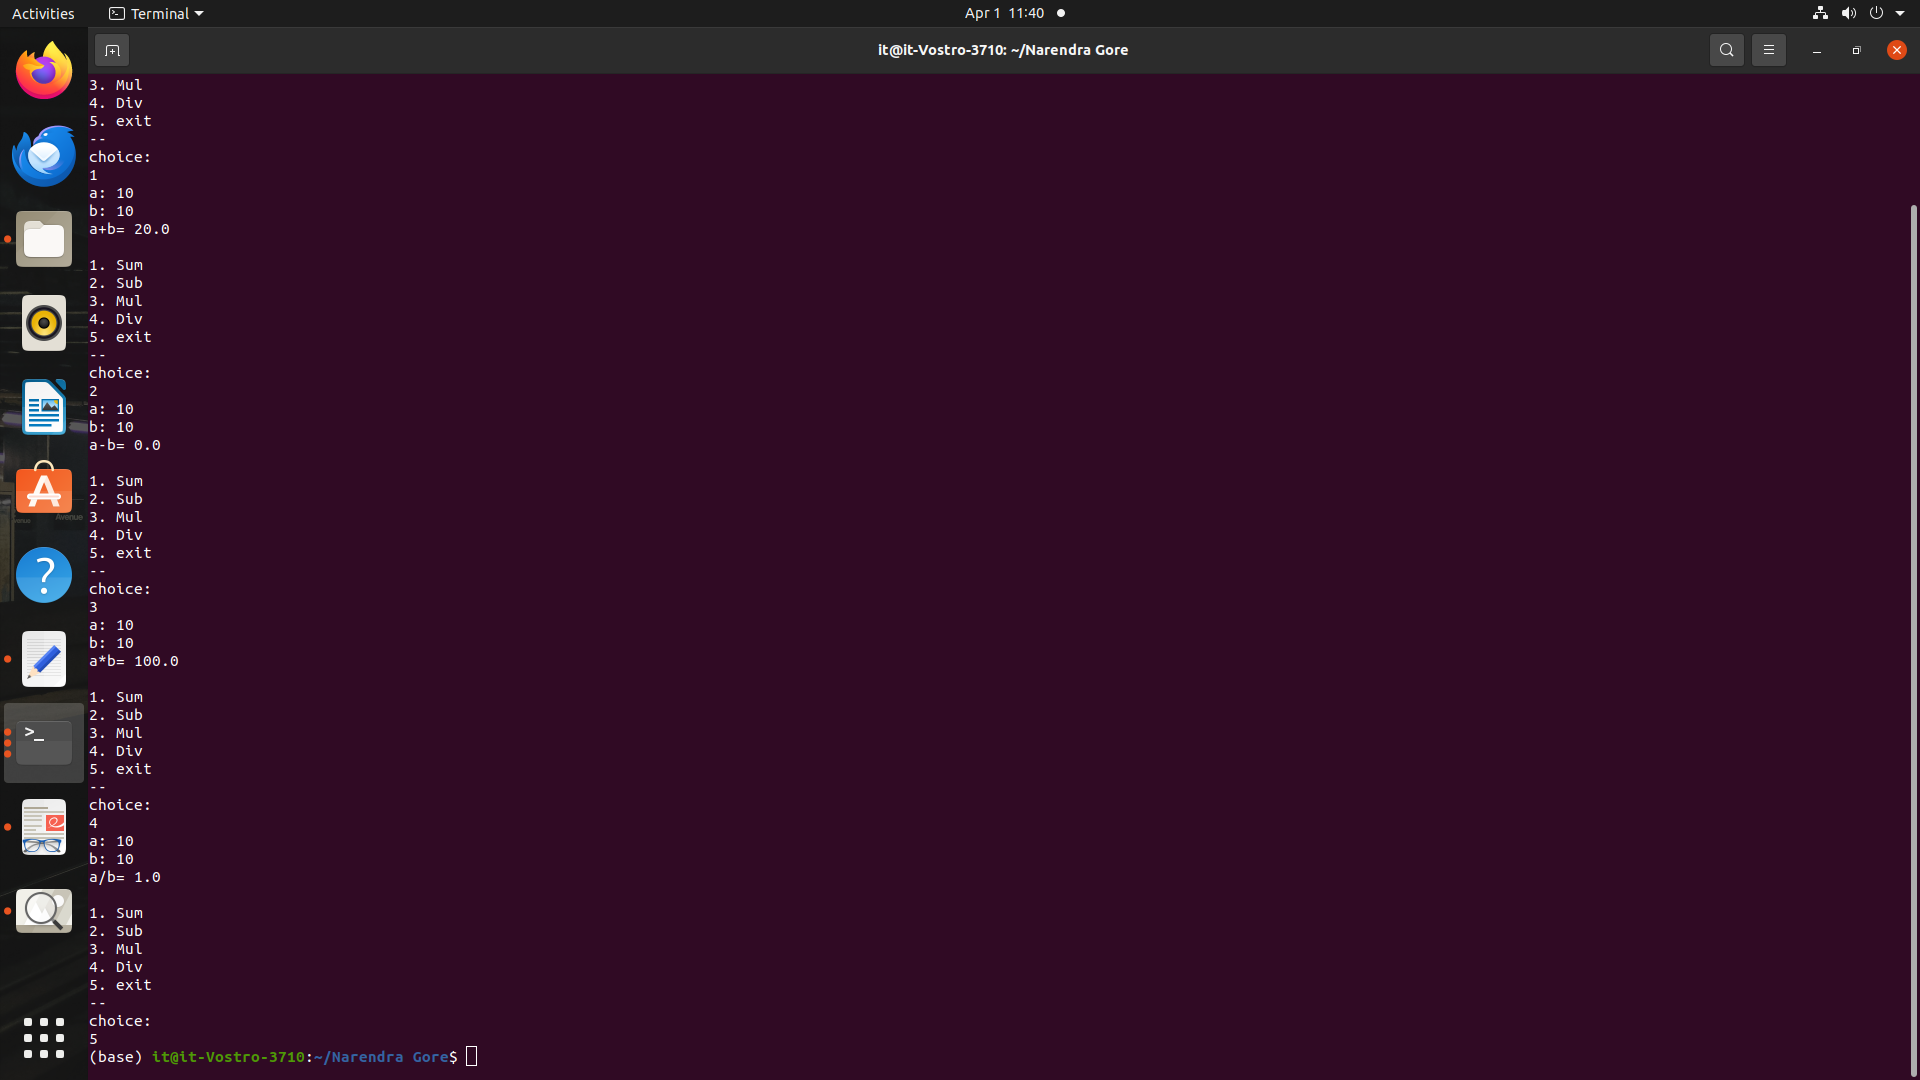 Activities
Terminal
Apr 1 11:40
it@it-Vostro-3710: ~/Narendra Gore
3. Mul
4. Div
5. exit
--
choice:
1
a: 10
b: 10
a+b= 20.0
1. Sum
2. Sub
3. Mul
4. Div
5. exit
--
choice:
2
a: 10
b: 10
a-b= 0.0
1. Sum
2. Sub
3. Mul
4. Div
5. exit
--
choice:
3
a: 10
b: 10
a*b= 100.0
1. Sum
2. Sub
3. Mul
4. Div
5. exit
--
choice:
4
a: 10
b: 10
a/b= 1.0
1. Sum
2. Sub
3. Mul
4. Div
5. exit
--
choice:
5
(base) it@it-Vostro-3710:~/Narendra Gore$